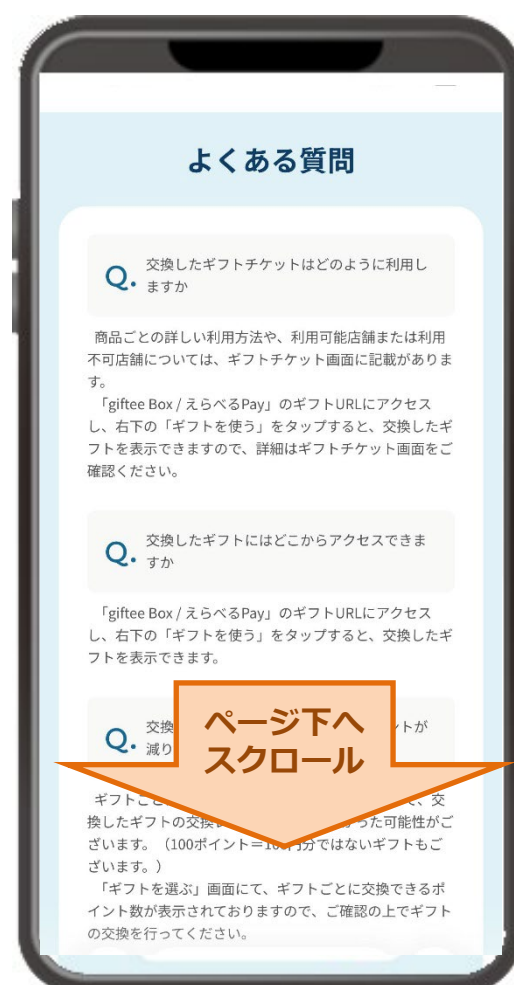 よくある質問
Q. 交換したギフトチケットはどのように利用し
ますか
商品ごとの詳しい利用方法や、利用可能店舗または利用
不可店舗については、ギフトチケット画面に記載がありま
す。
「giftee Box / えらべるPay」のギフトURLにアクセス
し、右下の「ギフトを使う」をタップすると、交換したギ
フトを表示できますので、詳細はギフトチケット画面をご
確認ください。
Q. 交換したギフトにはどこからアクセスできま
すか
「giftee Box / えらべるPay」のギフトURLにアクセス
し、右下の「ギフトを使う」をタップすると、交換したギ
フトを表示できます。
ページ下へ
スクロール
Q. 交換
減り
ギフトごと
て、交
換したギフトの交換
った可能性がご
ざいます。（100ポイント＝100円分ではないギフトもご
ざいます。）
「ギフトを選ぶ」画面にて、ギフトごとに交換できるポ
イント数が表示されておりますので、ご確認の上でギフト
の交換を行ってください。